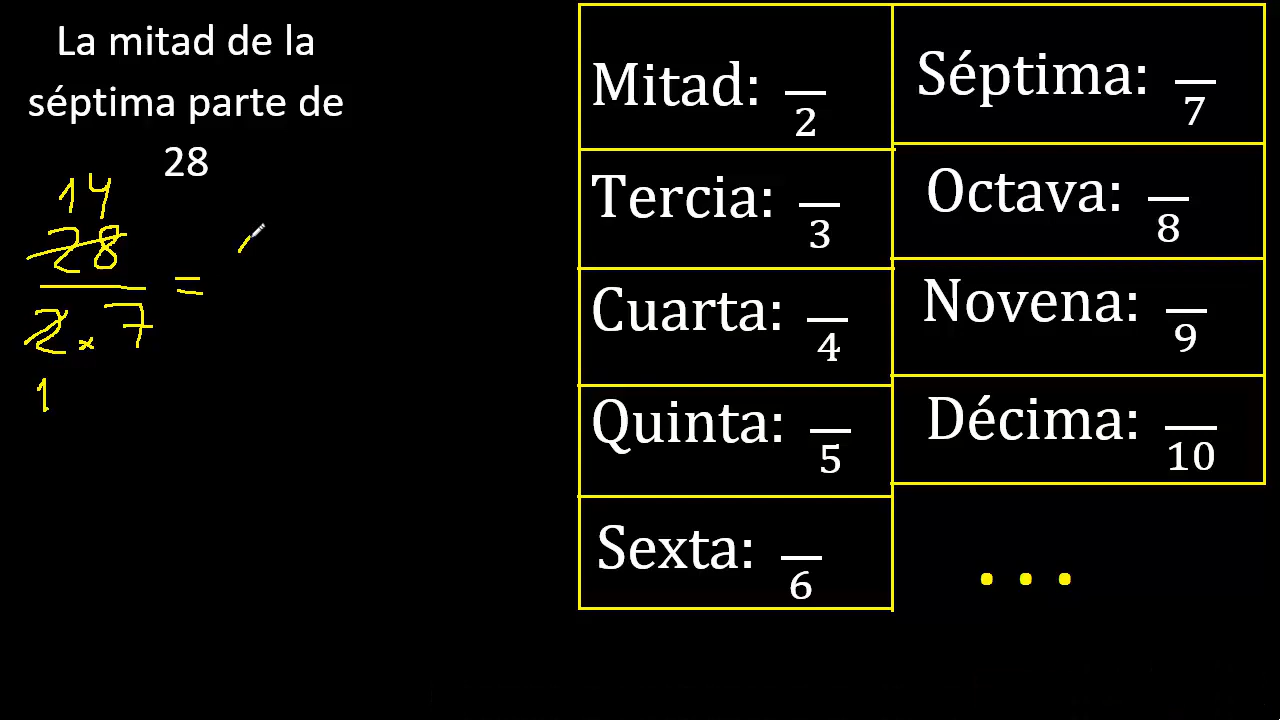 La mitad de la
séptima parte de
28
14
28
2 × 7
=
1
Mitad: —
2
Tercia: —
3
Cuarta: —
4
Quinta: —
5
Sexta: —
6
Séptima: —
7
Octava: —
8
Novena: —
9
Décima: —
10
...